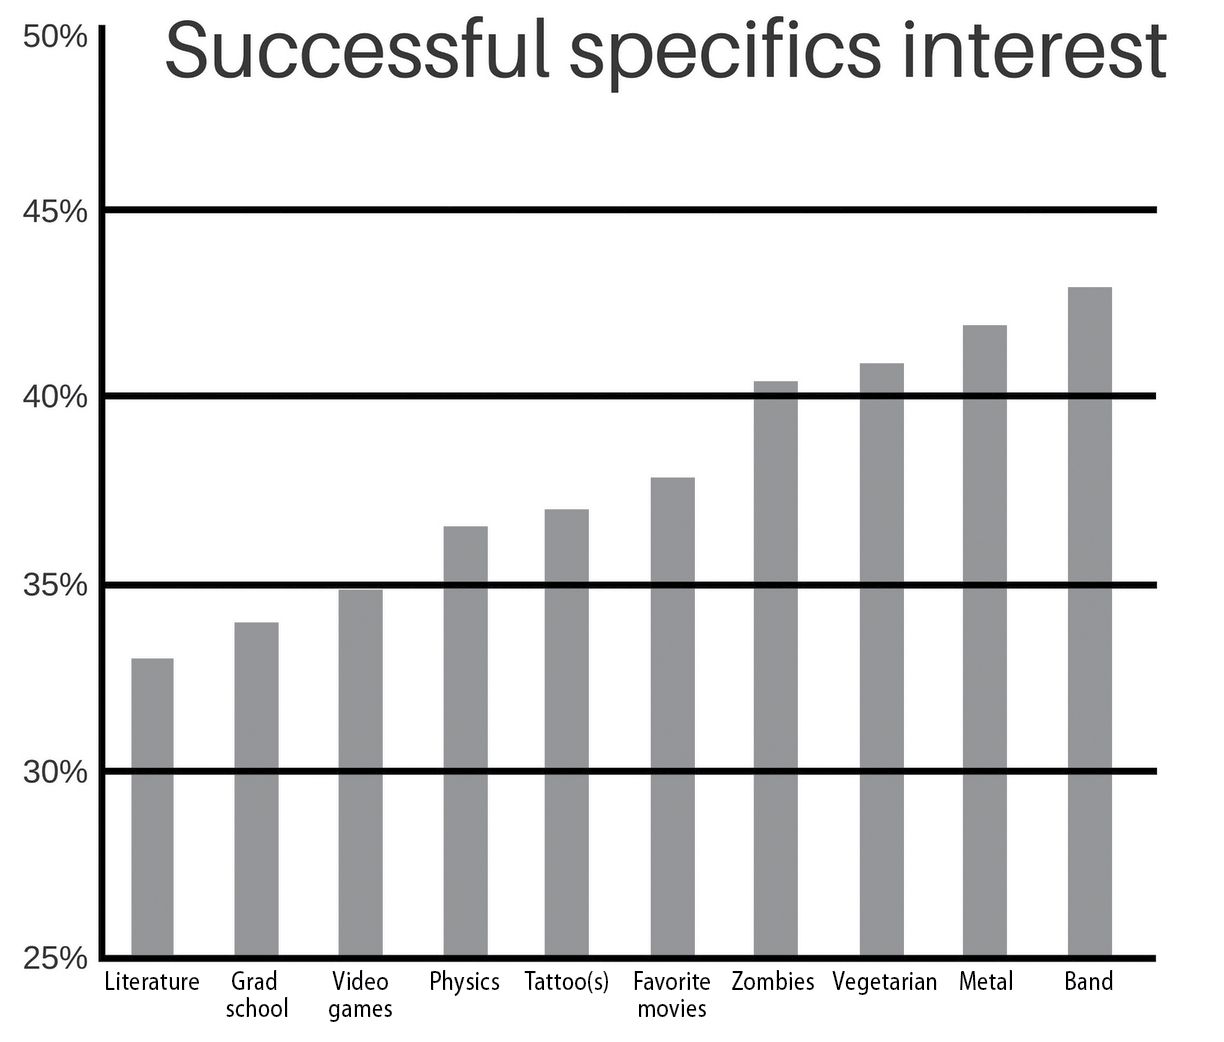 Successful specifics interest
50%
45%
40%
35%
30%
25%
Literature
Grad
school
Video
games
Physics
Tattoo(s)
Favorite
movies
Zombies
Vegetarian
Metal
Band